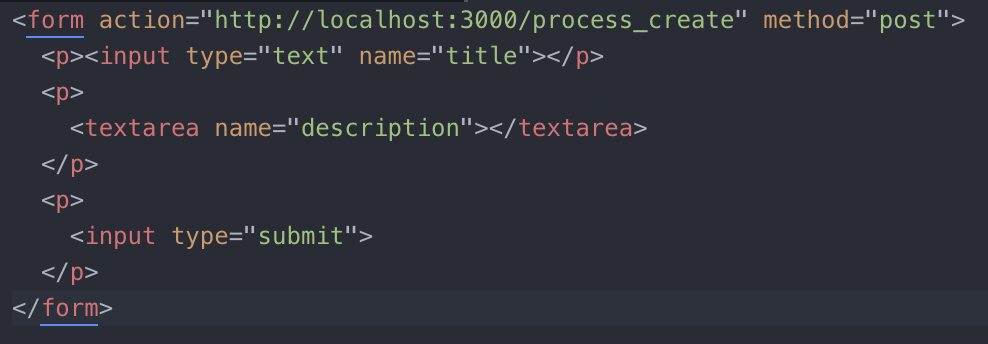 <form action="http://localhost:3000/process_create" method="post">
  <p><input type="text" name="title"></p>
  <p>
    <textarea name="description"></textarea>
  </p>
  <p>
    <input type="submit">
  </p>
</form>